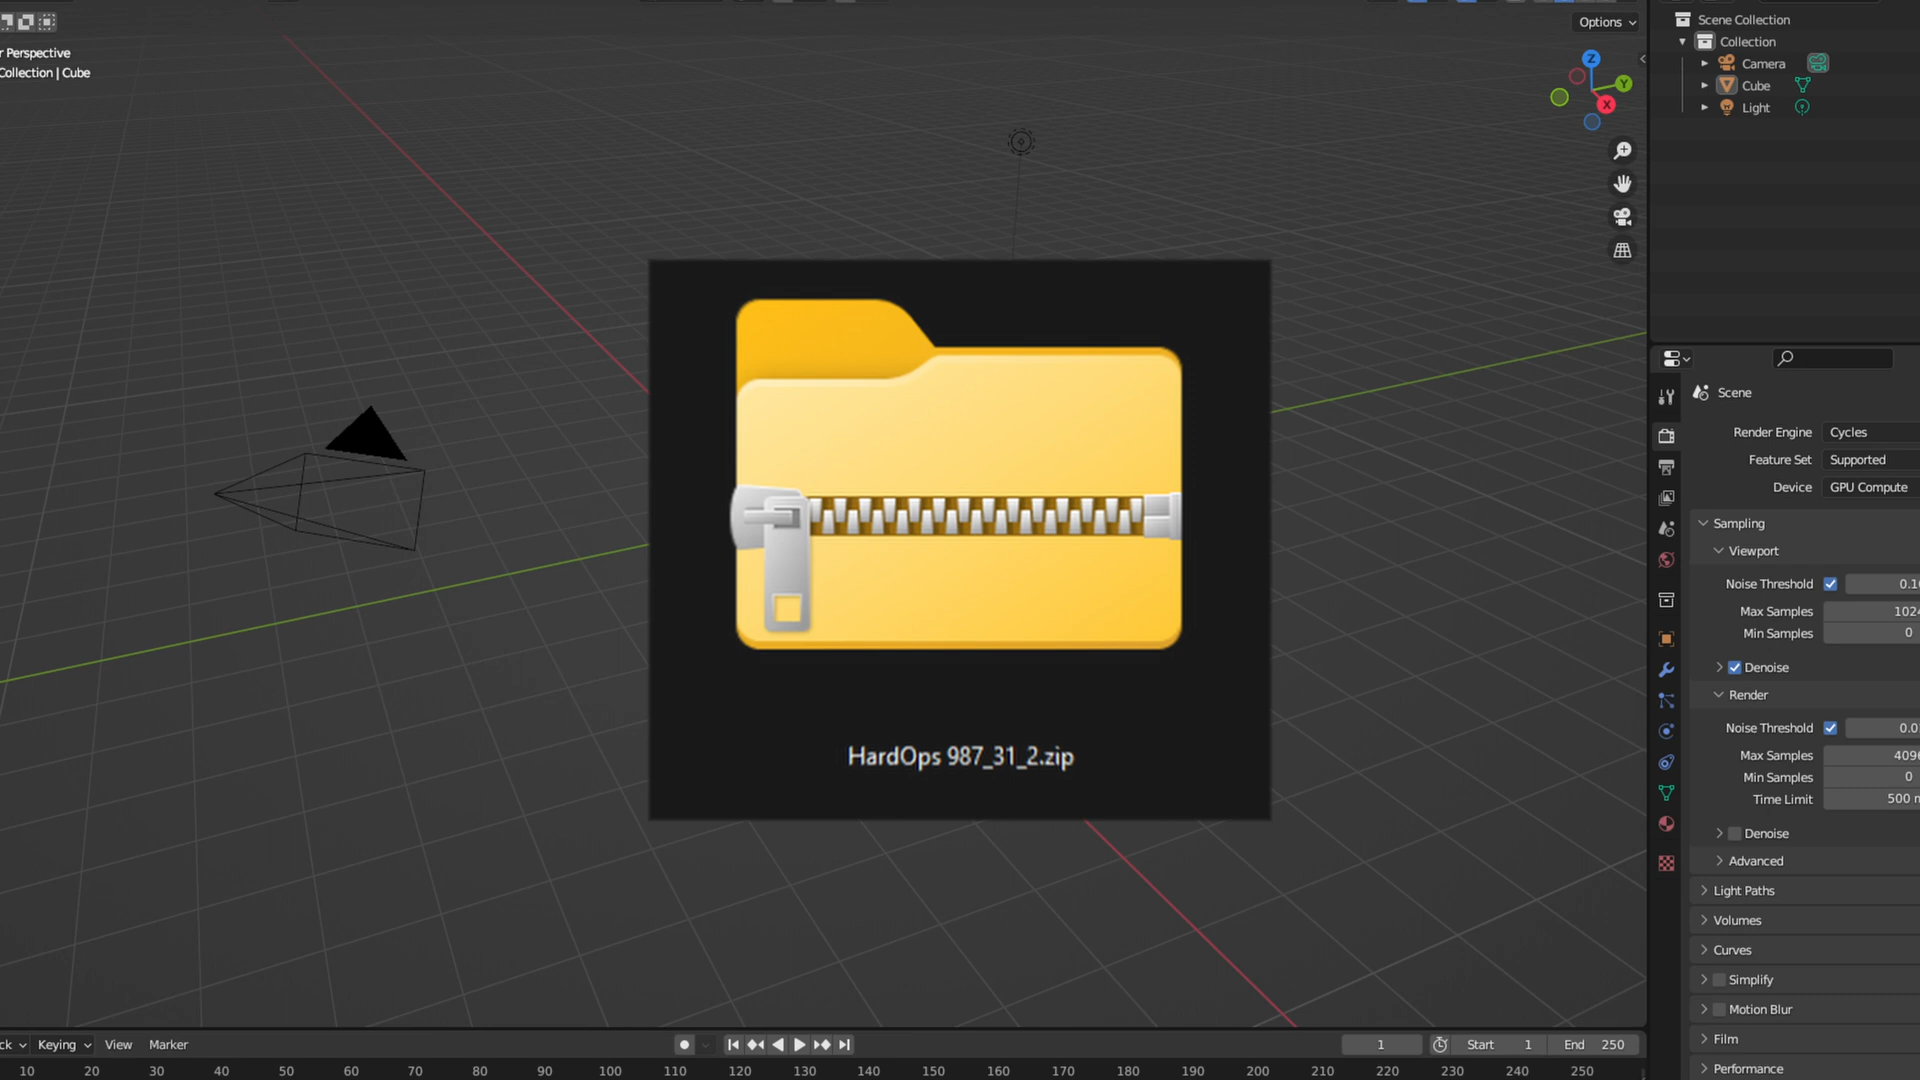 Options
r Perspective
Collection | Cube
Z
Y
X
Scene Collection
Collection
Camera
Cube
Light
Scene
Render Engine Cycles
Feature Set Supported
Device GPU Compute
Sampling
Viewport
Noise Threshold 0.1
Max Samples 1024
Min Samples 0
Denoise
Render
Noise Threshold 0.0
Max Samples 4096
Min Samples 0
Time Limit 500 m
Denoise
Advanced
Light Paths
Volumes
Curves
Simplify
Motion Blur
Film
Performance
HardOps 987_31_2.zip
ck Keying View Marker 1 Start 1 End 250
10 20 30 40 50 60 70 80 90 100 110 120 130 140 150 160 170 180 190 200 210 220 230 240 250